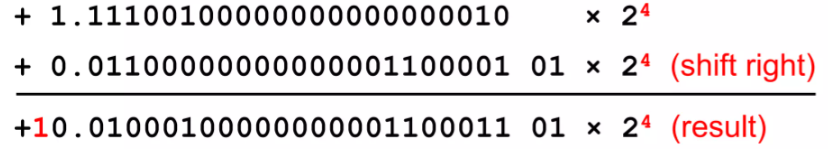 + 1.11100100000000000000010 × 2⁴
+ 0.01100000000000001100001 01 × 2⁴ (shift right)
+10.01000100000000001100011 01 × 2⁴ (result)